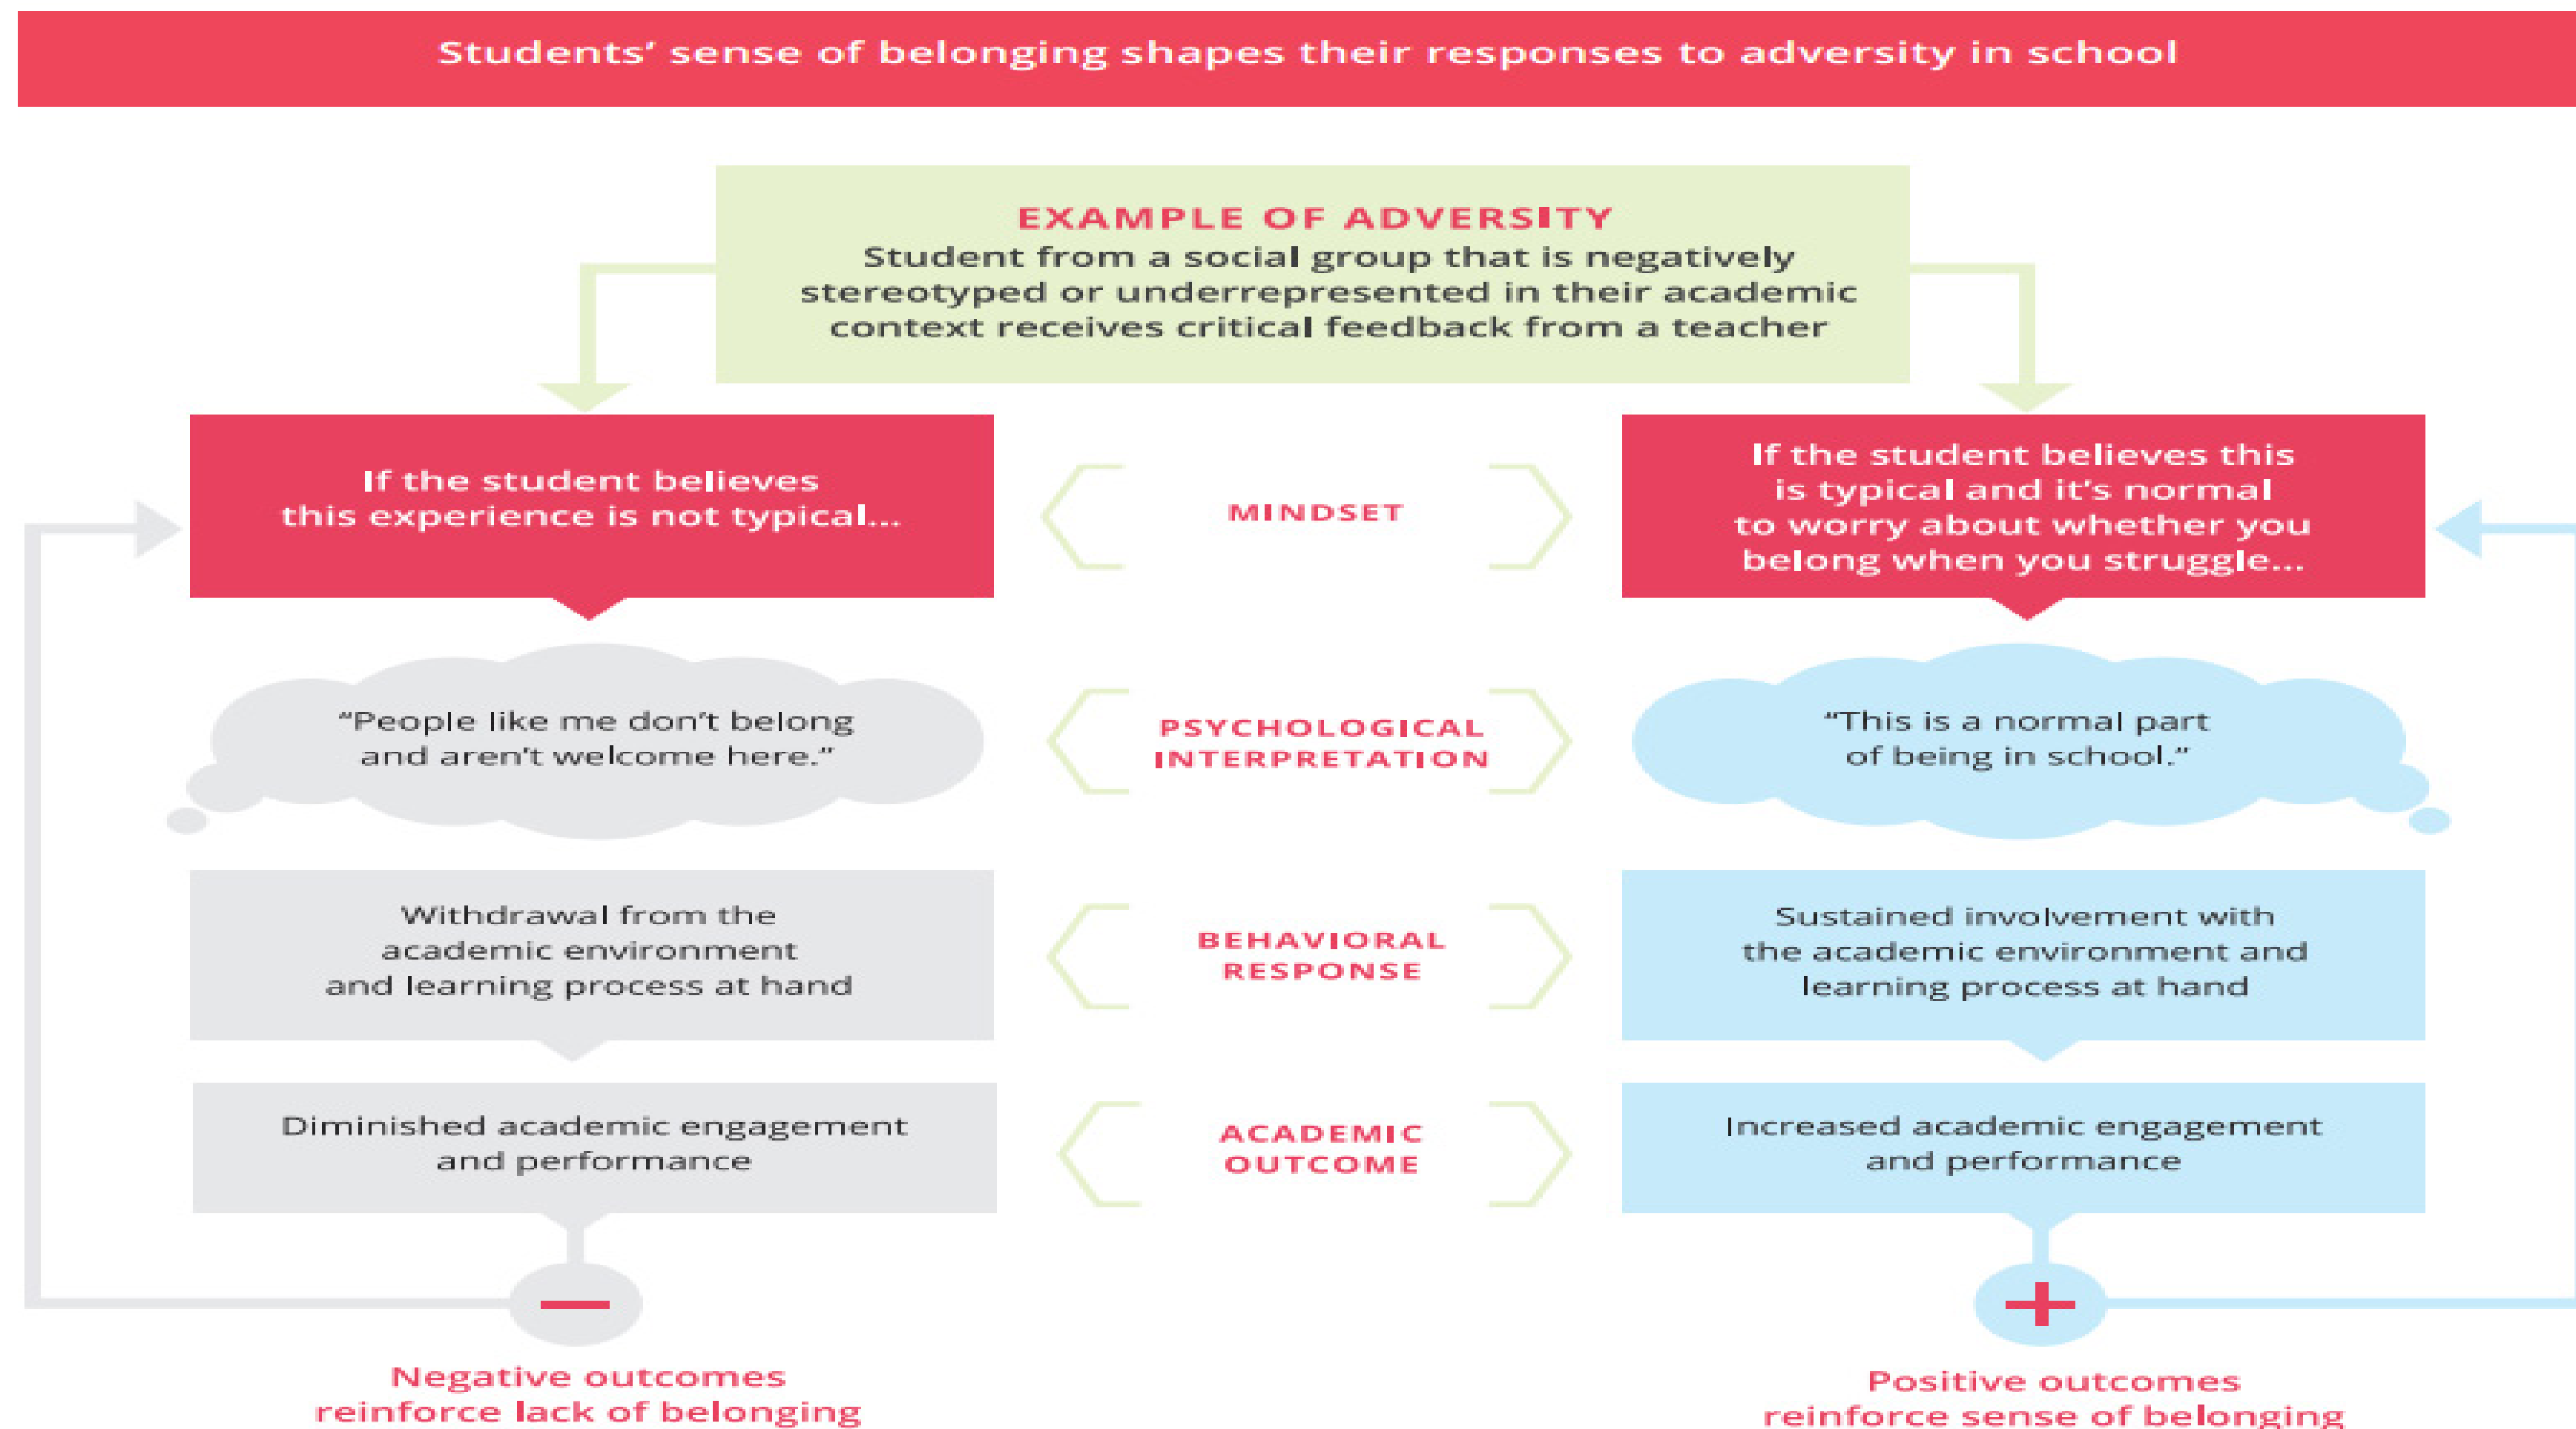 Students’ sense of belonging shapes their responses to adversity in school
EXAMPLE OF ADVERSITY
Student from a social group that is negatively
stereotyped or underrepresented in their academic
context receives critical feedback from a teacher
If the student believes
this experience is not typical...
MINDSET
If the student believes this
is typical and it’s normal
to worry about whether you
belong when you struggle...
“People like me don’t belong
and aren't welcome here.”
PSYCHOLOGICAL
INTERPRETATION
“This is a normal part
of being in school.”
Withdrawal from the
academic environment
and learning process at hand
BEHAVIORAL
RESPONSE
Sustained involvement with
the academic environment and
learning process at hand
Diminished academic engagement
and performance
ACADEMIC
OUTCOME
Increased academic engagement
and performance
Negative outcomes
reinforce lack of belonging
Positive outcomes
reinforce sense of belonging